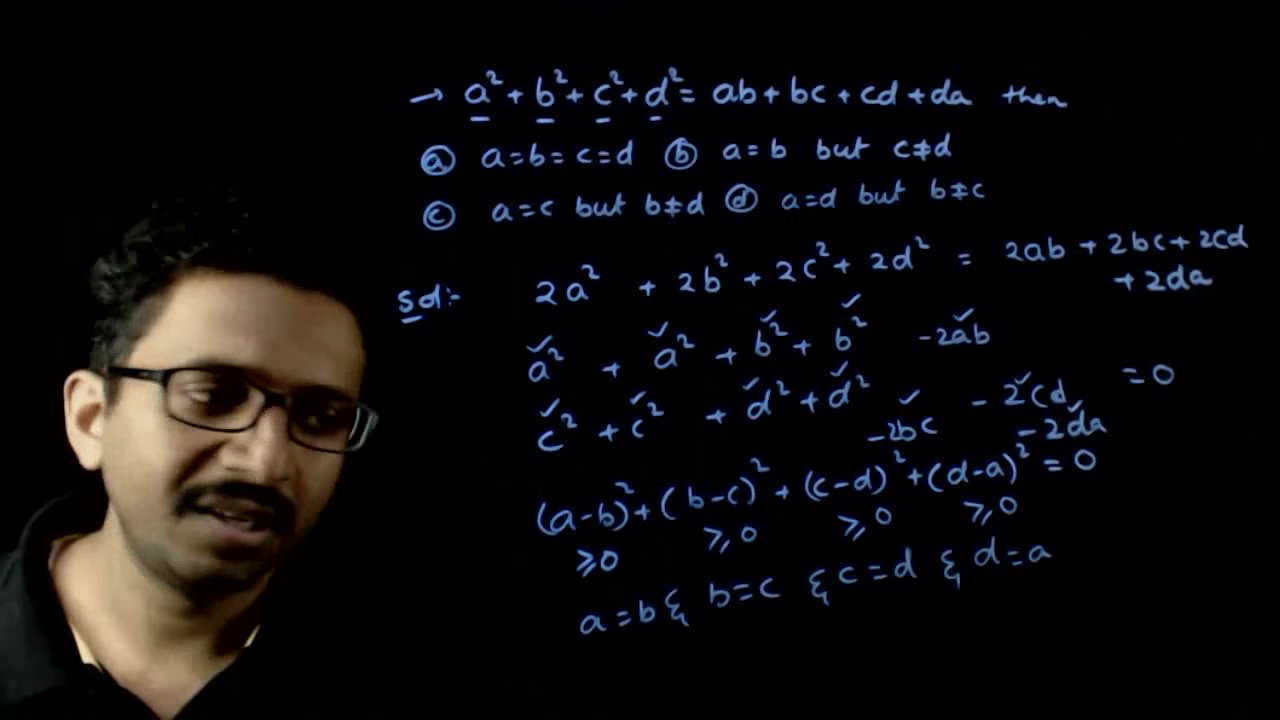 → a² + b² + c² + d² = ab + bc + cd + da then
ⓐ a=b=c=d ⓑ a=b but c≠d
ⓒ a=c but b≠d ⓓ a=d but b≠c
Sol:- 2a² + 2b² + 2c² + 2d² = 2ab + 2bc + 2cd
+ 2da
a² + a² + b² + b² -2ab
c² + c² + d² + d² -2bc - 2cd = 0
-2da
(a-b)² + (b-c)² + (c-d)² + (d-a)² = 0
≥0 ≥0 ≥0 ≥0
a=b & b=c & c=d & d=a